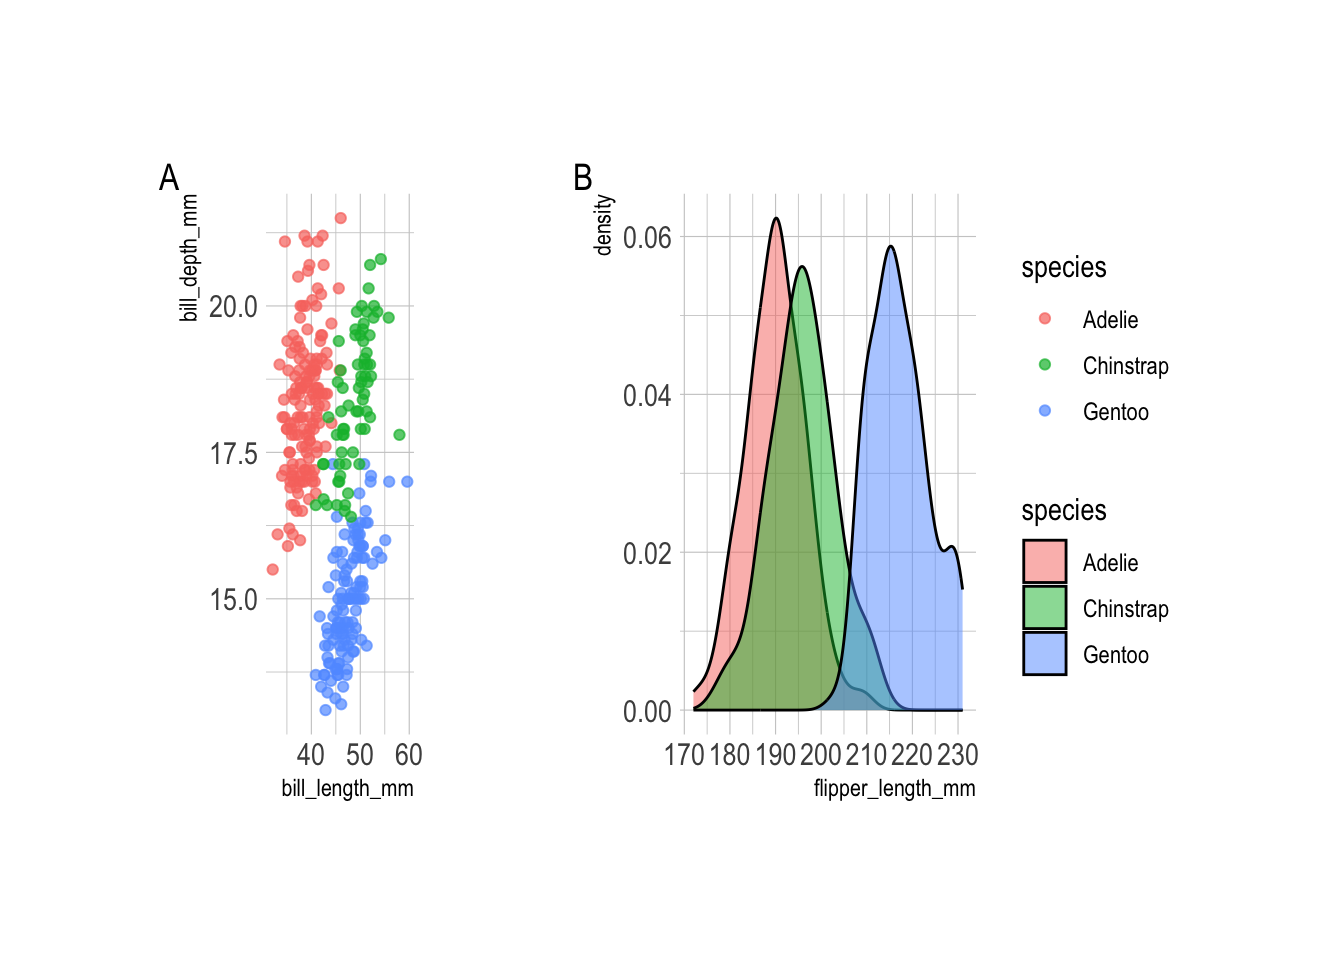 A
bill_depth_mm
20.0
17.5
15.0
40 50 60
bill_length_mm
B
density
0.06
0.04
0.02
0.00
170 180 190 200 210 220 230
flipper_length_mm
species
Adelie
Chinstrap
Gentoo
species
Adelie
Chinstrap
Gentoo